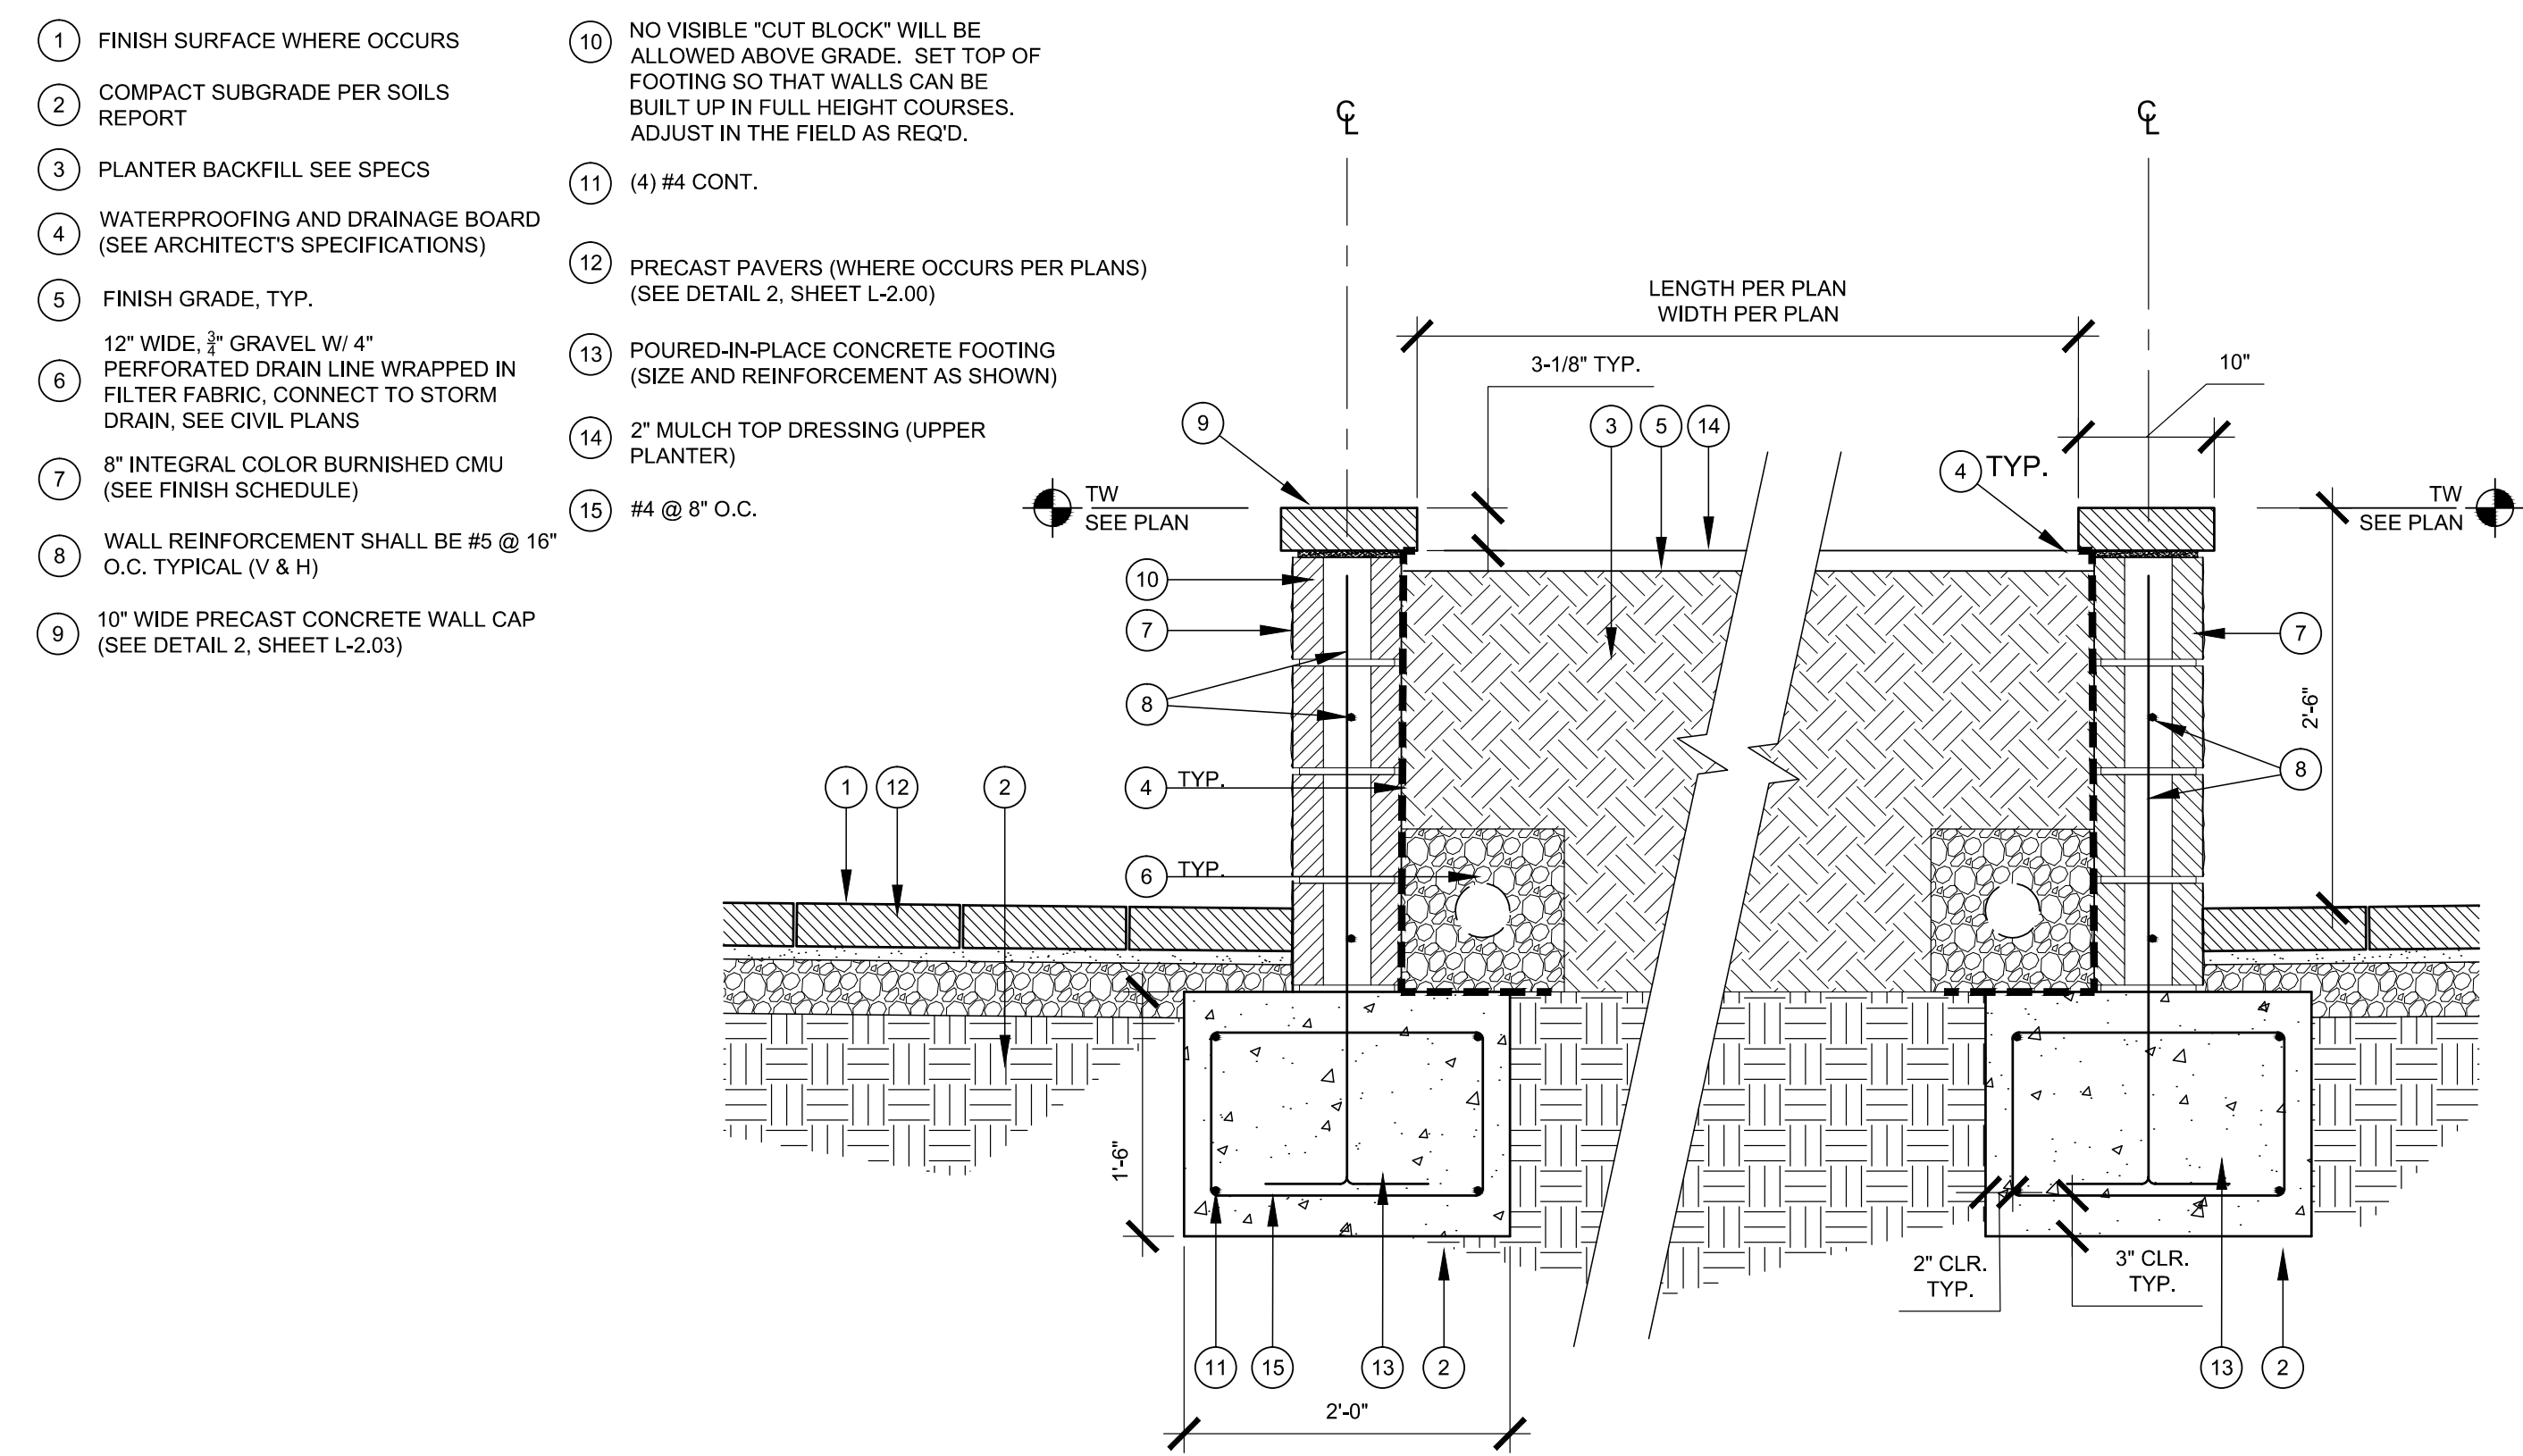 1 FINISH SURFACE WHERE OCCURS
2 COMPACT SUBGRADE PER SOILS
REPORT
3 PLANTER BACKFILL SEE SPECS
4 WATERPROOFING AND DRAINAGE BOARD
(SEE ARCHITECT'S SPECIFICATIONS)
5 FINISH GRADE, TYP.
6 12" WIDE, 3/4" GRAVEL W/ 4"
PERFORATED DRAIN LINE WRAPPED IN
FILTER FABRIC, CONNECT TO STORM
DRAIN, SEE CIVIL PLANS
7 8" INTEGRAL COLOR BURNISHED CMU
(SEE FINISH SCHEDULE)
8 WALL REINFORCEMENT SHALL BE #5 @ 16"
O.C. TYPICAL (V & H)
9 10" WIDE PRECAST CONCRETE WALL CAP
(SEE DETAIL 2, SHEET L-2.03)
10 NO VISIBLE "CUT BLOCK" WILL BE
ALLOWED ABOVE GRADE. SET TOP OF
FOOTING SO THAT WALLS CAN BE
BUILT UP IN FULL HEIGHT COURSES.
ADJUST IN THE FIELD AS REQ'D.
11 (4) #4 CONT.
12 PRECAST PAVERS (WHERE OCCURS PER PLANS)
(SEE DETAIL 2, SHEET L-2.00)
13 POURED-IN-PLACE CONCRETE FOOTING
(SIZE AND REINFORCEMENT AS SHOWN)
14 2" MULCH TOP DRESSING (UPPER
PLANTER)
15 #4 @ 8" O.C.
CL
CL
LENGTH PER PLAN
WIDTH PER PLAN
3-1/8" TYP.
10"
9
3
5
14
4 TYP.
TW
SEE PLAN
TW
SEE PLAN
10
7
7
8
2'-6"
8
1
12
2
4 TYP.
6 TYP.
1'-6"
2" CLR.
TYP.
3" CLR.
TYP.
11
15
13
2
13
2
2'-0"